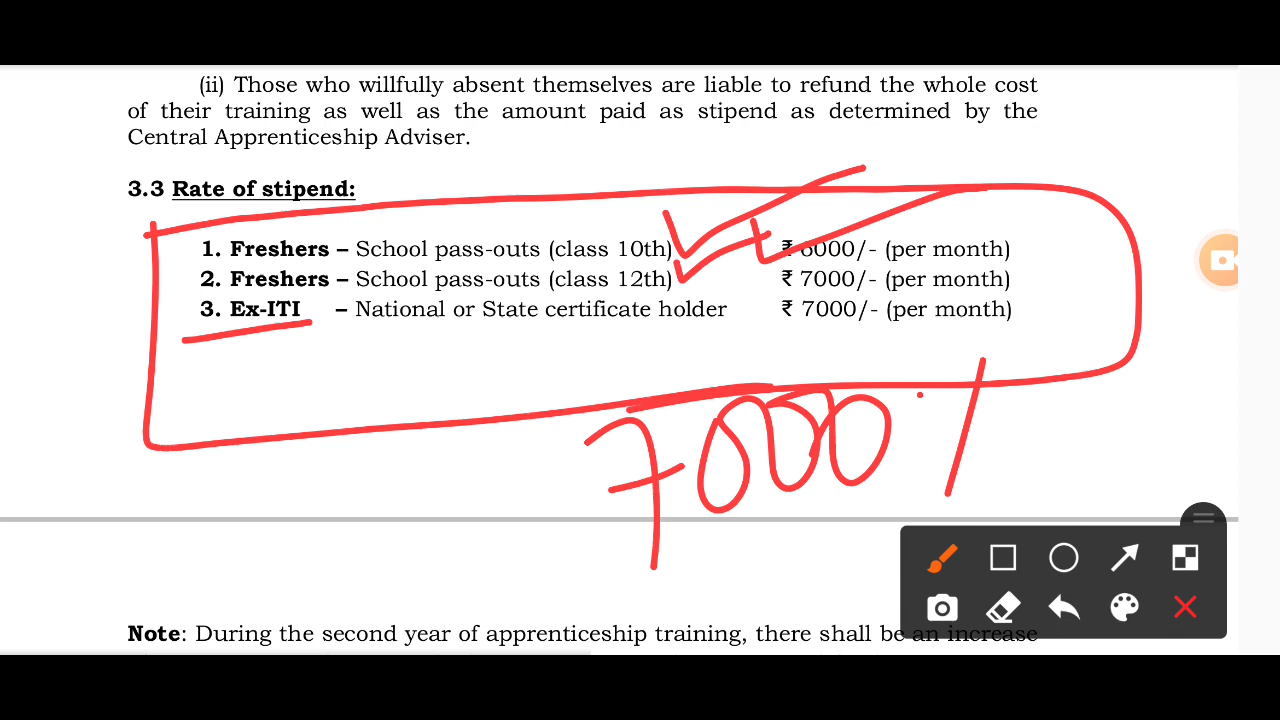 (ii) Those who willfully absent themselves are liable to refund the whole cost
of their training as well as the amount paid as stipend as determined by the
Central Apprenticeship Adviser.
3.3 Rate of stipend:
1. Freshers – School pass-outs (class 10th) ₹ 6000/- (per month)
2. Freshers – School pass-outs (class 12th) ₹ 7000/- (per month)
3. Ex-ITI – National or State certificate holder ₹ 7000/- (per month)
7000 /
Note: During the second year of apprenticeship training, there shall be an increase